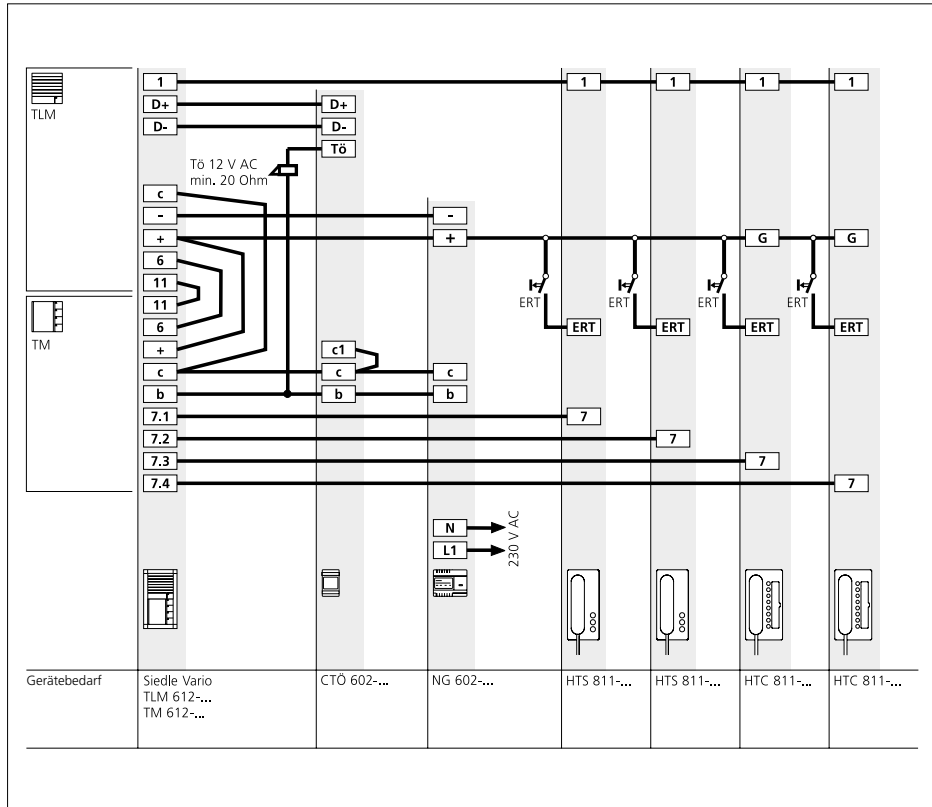 1 1 1 1 1
TLM
D+ D+
D- D-
Tö
Tö 12 V AC
min. 20 Ohm
c
- -
+ + G G
6
11
ERT ERT ERT ERT
11
6 ERT ERT ERT ERT
TM
+ c1
c c c
b b b
7.1 7
7.2 7
7.3 7
7.4 7
N
L1
230 V AC
Gerätebedarf
Siedle Vario
TLM 612-...
TM 612-...
CTÖ 602-...
NG 602-...
HTS 811-...
HTS 811-...
HTC 811-...
HTC 811-...